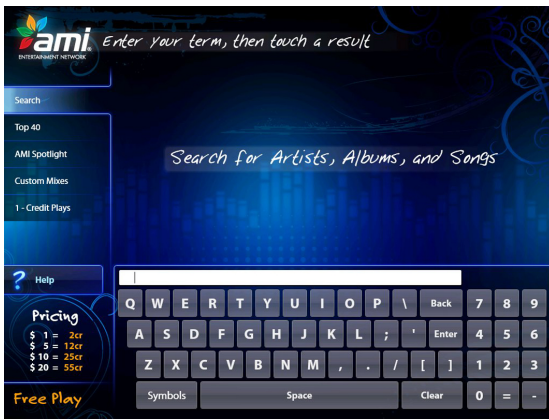 ami
ENTERTAINMENT NETWORK
Enter your term, then touch a result
Search
Top 40
AMI Spotlight
Custom Mixes
1 - Credit Plays
Search for Artists, Albums, and Songs
? Help
Pricing
$ 1 = 2cr
$ 5 = 12cr
$ 10 = 25cr
$ 20 = 55cr
Free Play
Q W E R T Y U I O P \ Back 7 8 9
A S D F G H J K L ; ' Enter 4 5 6
Z X C V B N M , . / [ ] 1 2 3
Symbols Space Clear 0 = -